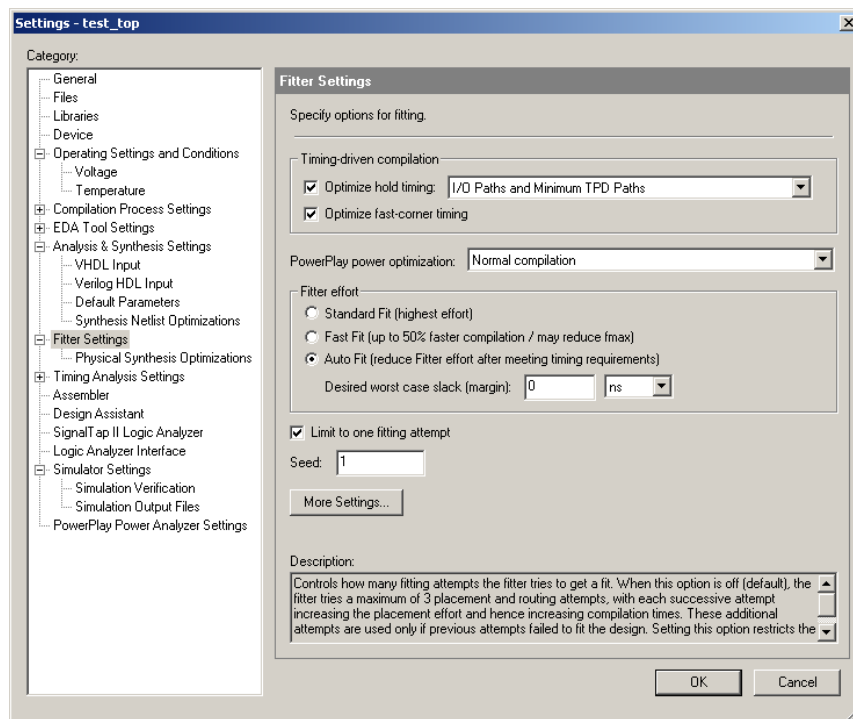 Settings - test_top
Category:
General
Files
Libraries
Device
Operating Settings and Conditions
Voltage
Temperature
Compilation Process Settings
EDA Tool Settings
Analysis & Synthesis Settings
VHDL Input
Verilog HDL Input
Default Parameters
Synthesis Netlist Optimizations
Fitter Settings
Physical Synthesis Optimizations
Timing Analysis Settings
Assembler
Design Assistant
SignalTap II Logic Analyzer
Logic Analyzer Interface
Simulator Settings
Simulation Verification
Simulation Output Files
PowerPlay Power Analyzer Settings
Fitter Settings
Specify options for fitting.
Timing-driven compilation
Optimize hold timing: I/O Paths and Minimum TPD Paths
Optimize fast-corner timing
PowerPlay power optimization: Normal compilation
Fitter effort
Standard Fit (highest effort)
Fast Fit (up to 50% faster compilation / may reduce fmax)
Auto Fit (reduce Fitter effort after meeting timing requirements)
Desired worst case slack (margin): 0 ns
Limit to one fitting attempt
Seed: 1
More Settings...
Description:
Controls how many fitting attempts the fitter tries to get a fit. When this option is off (default), the
fitter tries a maximum of 3 placement and routing attempts, with each successive attempt
increasing the placement effort and hence increasing compilation times. These additional
attempts are used only if previous attempts failed to fit the design. Setting this option restricts the
OK Cancel